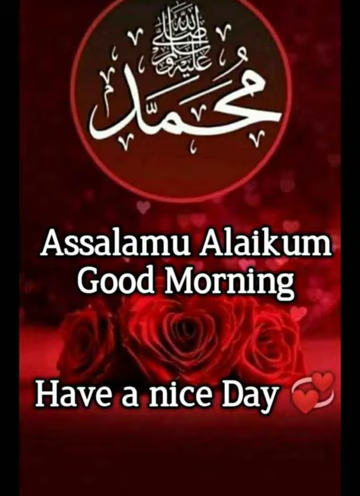 صلى الله عليه وسلم
محمد
Assalamu Alaikum
Good Morning
Have a nice Day 💞